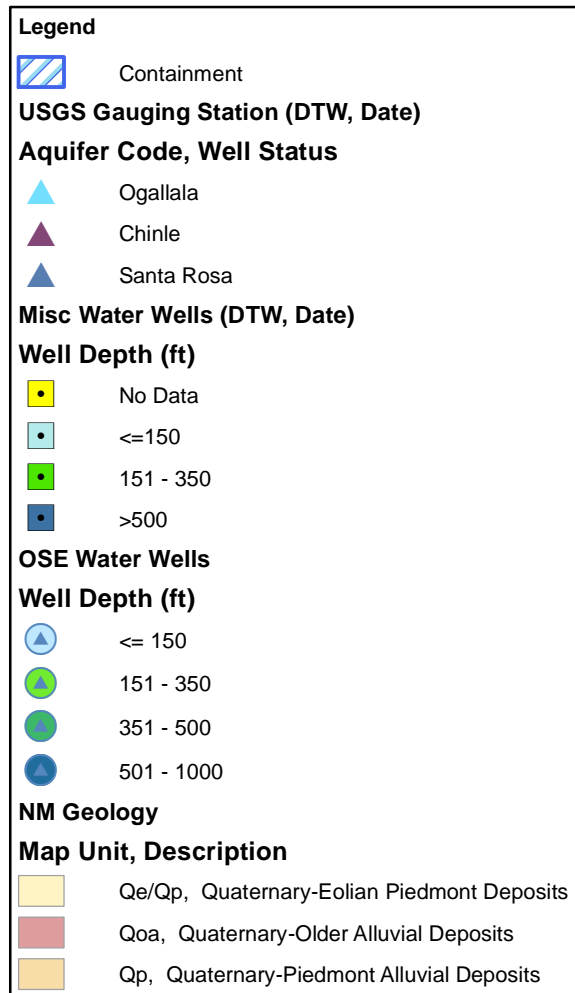 Legend
Containment
USGS Gauging Station (DTW, Date)
Aquifer Code, Well Status
Ogallala
Chinle
Santa Rosa
Misc Water Wells (DTW, Date)
Well Depth (ft)
No Data
<=150
151 - 350
>500
OSE Water Wells
Well Depth (ft)
<= 150
151 - 350
351 - 500
501 - 1000
NM Geology
Map Unit, Description
Qe/Qp, Quaternary-Eolian Piedmont Deposits
Qoa, Quaternary-Older Alluvial Deposits
Qp, Quaternary-Piedmont Alluvial Deposits